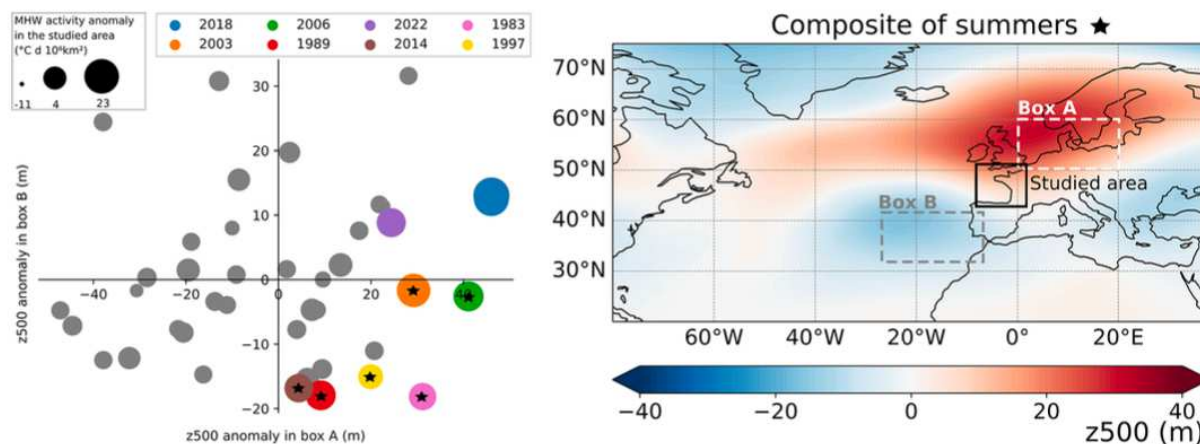 MHW activity anomaly
in the studied area
(°C d 10⁶km²)
-11 4 23
2018 2006 2022 1983
2003 1989 2014 1997
30
20
10
0
−10
−20
−40 −20 0 20 40
z500 anomaly in box B (m)
z500 anomaly in box A (m)
Composite of summers ★
70°N
60°N
50°N
40°N
30°N
Box A
Studied area
Box B
60°W 40°W 20°W 0° 20°E
−40 −20 0 20 40
z500 (m)